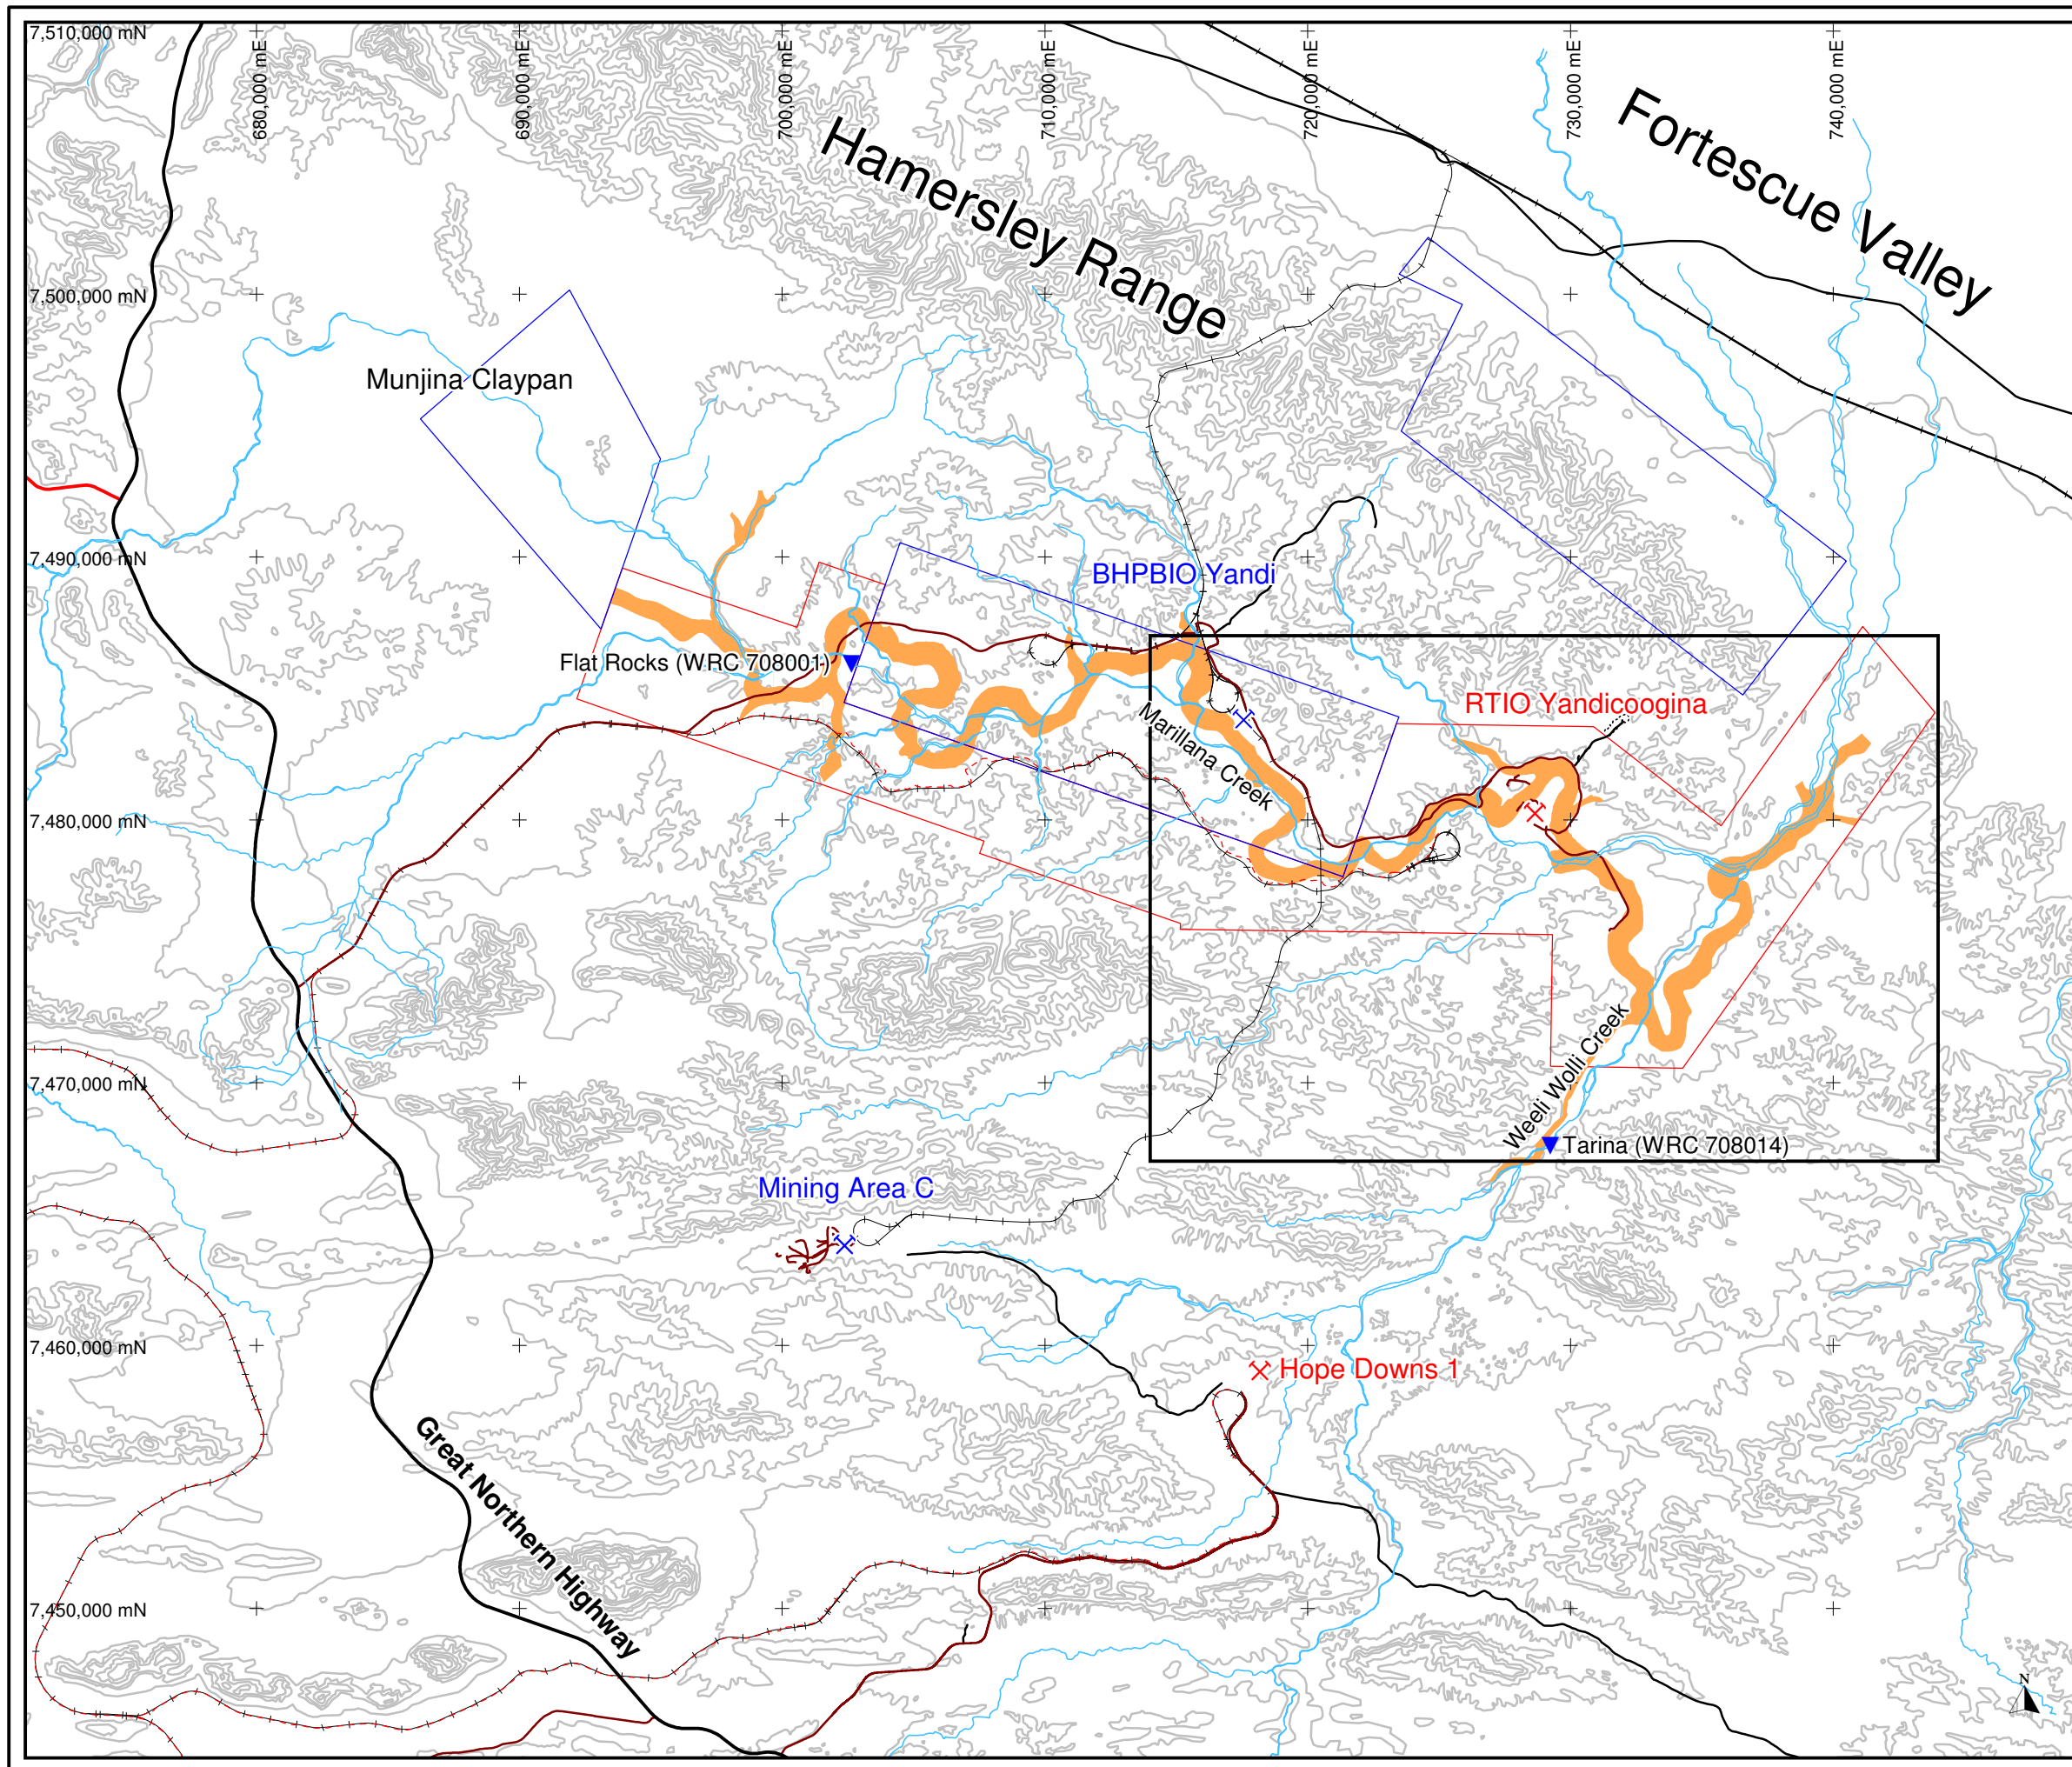 7,510,000 mN
680,000 mE
690,000 mE
700,000 mE
710,000 mE
720,000 mE
730,000 mE
740,000 mE
Hamersley Range
Fortescue Valley
7,500,000 mN
Munjina Claypan
7,490,000 mN
BHPBIO Yandi
Flat Rocks (WRC 708001)
RTIO Yandicoogina
Marillana Creek
7,480,000 mN
7,470,000 mN
Weeli Wolli Creek
Tarina (WRC 708014)
Mining Area C
7,460,000 mN
Hope Downs 1
Great Northern Highway
7,450,000 mN
N